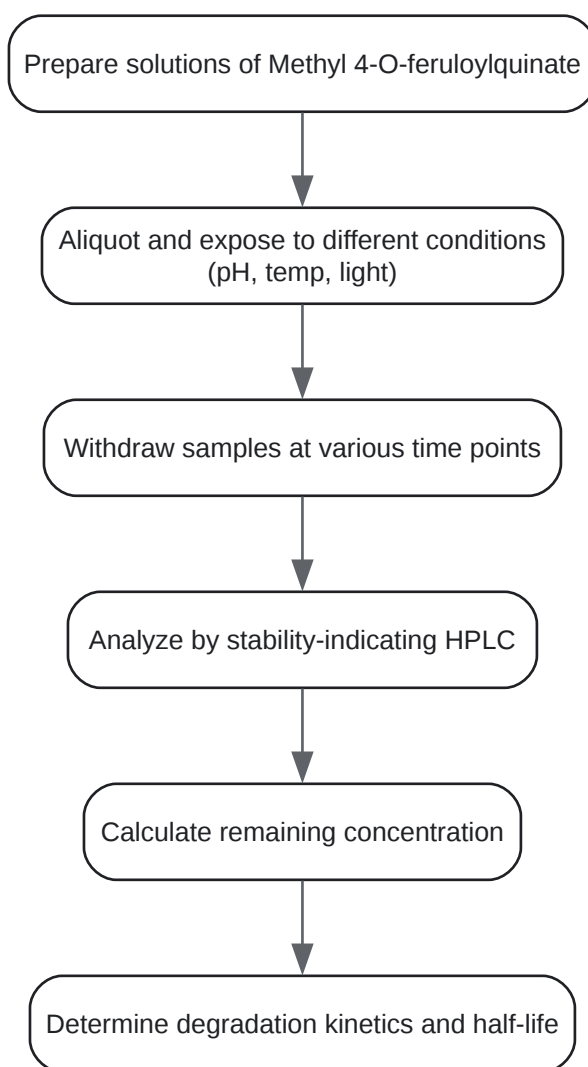 Prepare solutions of Methyl 4-O-feruloylquinate
Aliquot and expose to different conditions
(pH, temp, light)
Withdraw samples at various time points
Analyze by stability-indicating HPLC
Calculate remaining concentration
Determine degradation kinetics and half-life